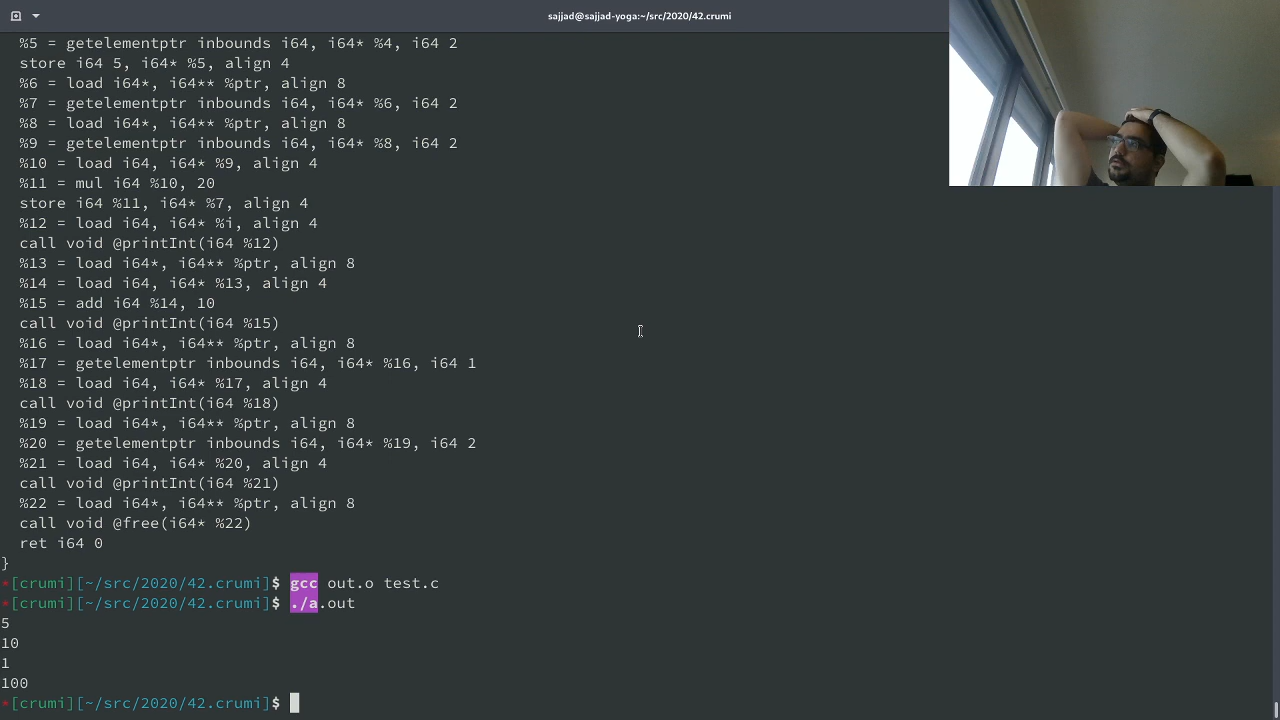 sajjad@sajjad-yoga:~/src/2020/42.crumi
%5 = getelementptr inbounds i64, i64* %4, i64 2
store i64 5, i64* %5, align 4
%6 = load i64*, i64** %ptr, align 8
%7 = getelementptr inbounds i64, i64* %6, i64 2
%8 = load i64*, i64** %ptr, align 8
%9 = getelementptr inbounds i64, i64* %8, i64 2
%10 = load i64, i64* %9, align 4
%11 = mul i64 %10, 20
store i64 %11, i64* %7, align 4
%12 = load i64, i64* %i, align 4
call void @printInt(i64 %12)
%13 = load i64*, i64** %ptr, align 8
%14 = load i64, i64* %13, align 4
%15 = add i64 %14, 10
call void @printInt(i64 %15)
%16 = load i64*, i64** %ptr, align 8
%17 = getelementptr inbounds i64, i64* %16, i64 1
%18 = load i64, i64* %17, align 4
call void @printInt(i64 %18)
%19 = load i64*, i64** %ptr, align 8
%20 = getelementptr inbounds i64, i64* %19, i64 2
%21 = load i64, i64* %20, align 4
call void @printInt(i64 %21)
%22 = load i64*, i64** %ptr, align 8
call void @free(i64* %22)
ret i64 0
}
*[crumi][~/src/2020/42.crumi]$ gcc out.o test.c
*[crumi][~/src/2020/42.crumi]$ ./a.out
5
10
1
100
*[crumi][~/src/2020/42.crumi]$